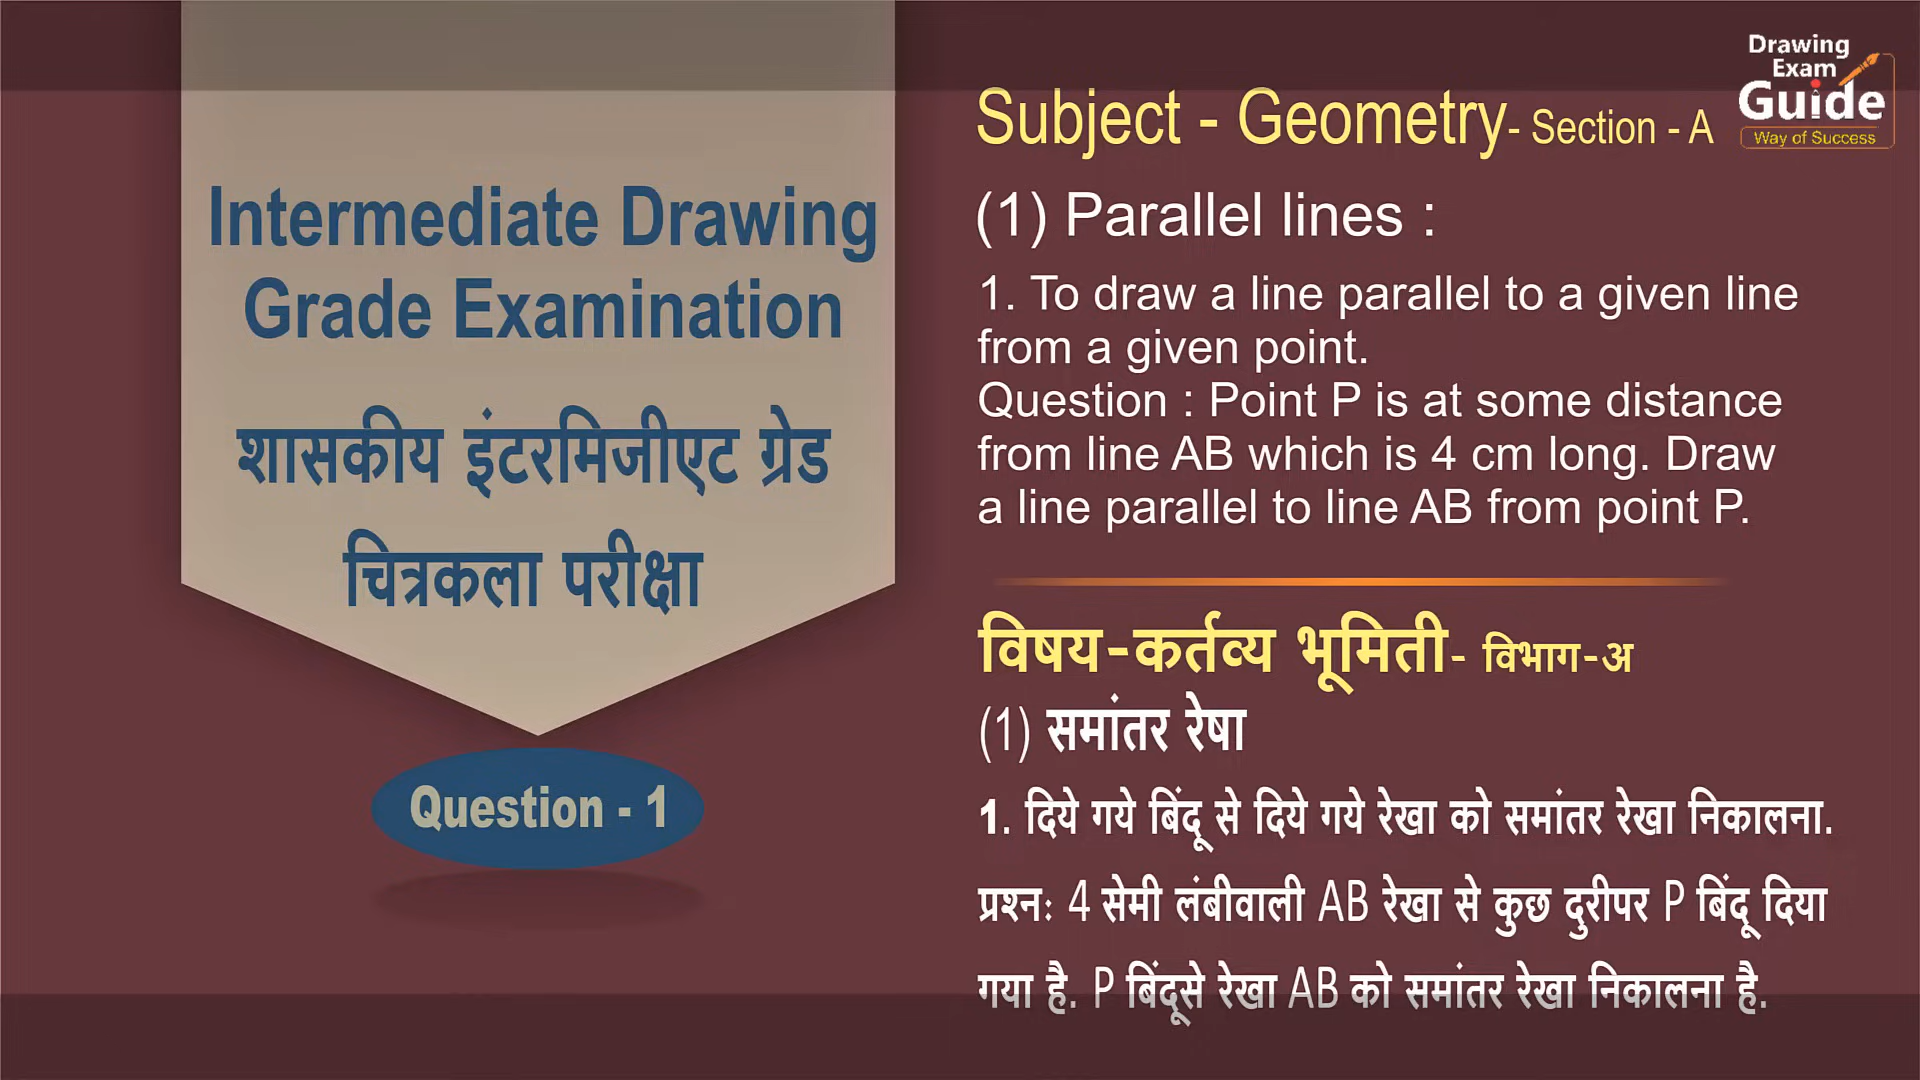 Intermediate Drawing
Grade Examination
शासकीय इंटरमिजीएट ग्रेड
चित्रकला परीक्षा
Question - 1
Drawing
Exam
Guide
Way of Success
Subject - Geometry- Section - A
(1) Parallel lines :
1. To draw a line parallel to a given line
from a given point.
Question : Point P is at some distance
from line AB which is 4 cm long. Draw
a line parallel to line AB from point P.
विषय-कर्तव्य भूमिती- विभाग-अ
(1) समांतर रेषा
1. दिये गये बिंदू से दिये गये रेखा को समांतर रेखा निकालना.
प्रश्नः 4 सेमी लंबीवाली AB रेखा से कुछ दुरीपर P बिंदू दिया
गया है. P बिंदूसे रेखा AB को समांतर रेखा निकालना है.